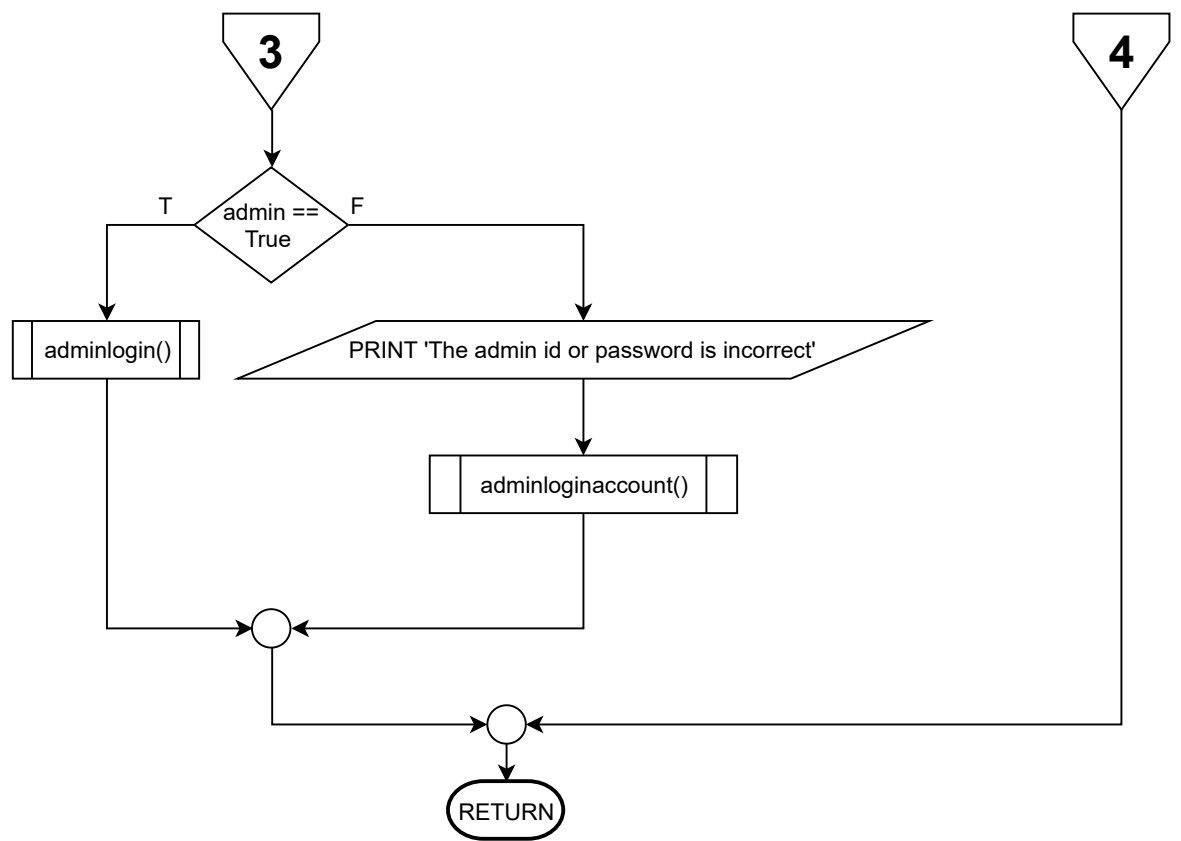 3
4
T
F
admin ==
True
adminlogin()
PRINT 'The admin id or password is incorrect'
adminloginaccount()
RETURN